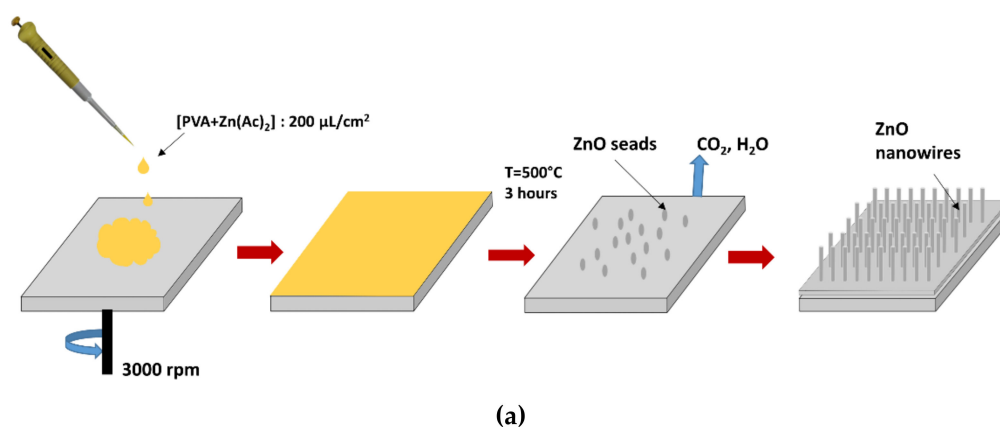 [PVA+Zn(Ac)₂] : 200 µL/cm²
3000 rpm
T=500°C
3 hours
ZnO seads
CO₂, H₂O
ZnO
nanowires
(a)